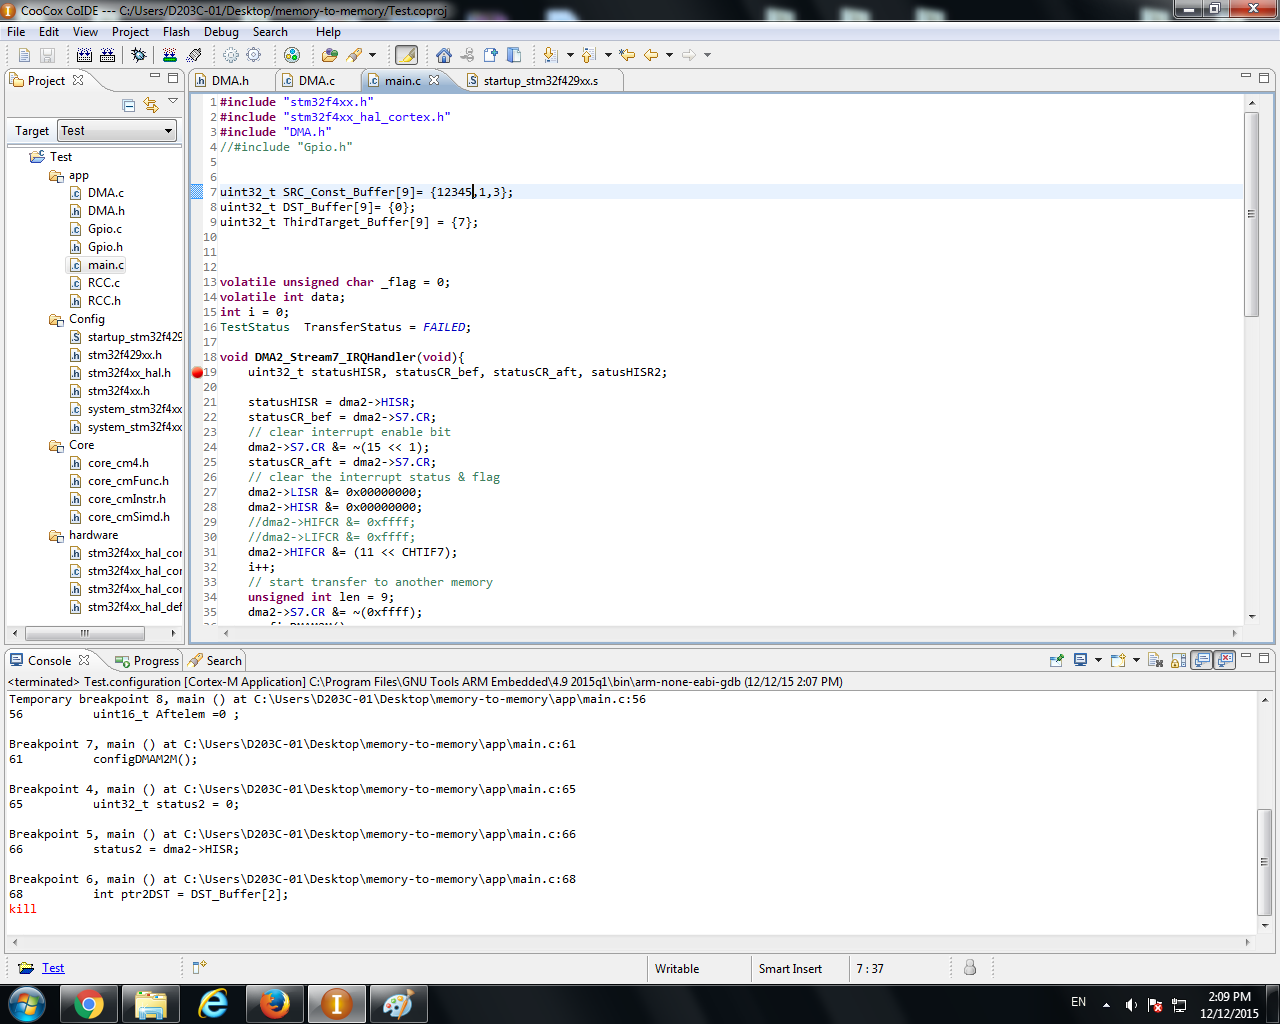 CooCox CoIDE --- C:/Users/D203C-01/Desktop/memory-to-memory/Test.coproj
File Edit View Project Flash Debug Search Help
Project
DMA.h DMA.c main.c startup_stm32f429xx.s
Target Test
Test
app
DMA.c
DMA.h
Gpio.c
Gpio.h
main.c
RCC.c
RCC.h
Config
startup_stm32f429
stm32f429xx.h
stm32f4xx_hal.h
stm32f4xx.h
system_stm32f4xx
system_stm32f4xx
Core
core_cm4.h
core_cmFunc.h
core_cmInstr.h
core_cmSimd.h
hardware
stm32f4xx_hal_cor
stm32f4xx_hal_cor
stm32f4xx_hal_cor
stm32f4xx_hal_def
1 #include "stm32f4xx.h"
2 #include "stm32f4xx_hal_cortex.h"
3 #include "DMA.h"
4 //#include "Gpio.h"
5
6
7 uint32_t SRC_Const_Buffer[9]= {12345,1,3};
8 uint32_t DST_Buffer[9]= {0};
9 uint32_t ThirdTarget_Buffer[9] = {7};
10
11
12
13 volatile unsigned char _flag = 0;
14 volatile int data;
15 int i = 0;
16 TestStatus  TransferStatus = FAILED;
17
18 void DMA2_Stream7_IRQHandler(void){
19     uint32_t statusHISR, statusCR_bef, statusCR_aft, satusHISR2;
20
21     statusHISR = dma2->HISR;
22     statusCR_bef = dma2->S7.CR;
23     // clear interrupt enable bit
24     dma2->S7.CR &= ~(15 << 1);
25     statusCR_aft = dma2->S7.CR;
26     // clear the interrupt status & flag
27     dma2->LISR &= 0x00000000;
28     dma2->HISR &= 0x00000000;
29     //dma2->HIFCR &= 0xffff;
30     //dma2->LIFCR &= 0xffff;
31     dma2->HIFCR &= (11 << CHTIF7);
32     i++;
33     // start transfer to another memory
34     unsigned int len = 9;
35     dma2->S7.CR &= ~(0xffff);
Console Progress Search
<terminated> Test.configuration [Cortex-M Application] C:\Program Files\GNU Tools ARM Embedded\4.9 2015q1\bin\arm-none-eabi-gdb (12/12/15 2:07 PM)
Temporary breakpoint 8, main () at C:\Users\D203C-01\Desktop\memory-to-memory\app\main.c:56
56          uint16_t Aftelem =0 ;
Breakpoint 7, main () at C:\Users\D203C-01\Desktop\memory-to-memory\app\main.c:61
61          configDMAM2M();
Breakpoint 4, main () at C:\Users\D203C-01\Desktop\memory-to-memory\app\main.c:65
65          uint32_t status2 = 0;
Breakpoint 5, main () at C:\Users\D203C-01\Desktop\memory-to-memory\app\main.c:66
66          status2 = dma2->HISR;
Breakpoint 6, main () at C:\Users\D203C-01\Desktop\memory-to-memory\app\main.c:68
68          int ptr2DST = DST_Buffer[2];
kill
Test Writable Smart Insert 7 : 37
EN 2:09 PM
12/12/2015